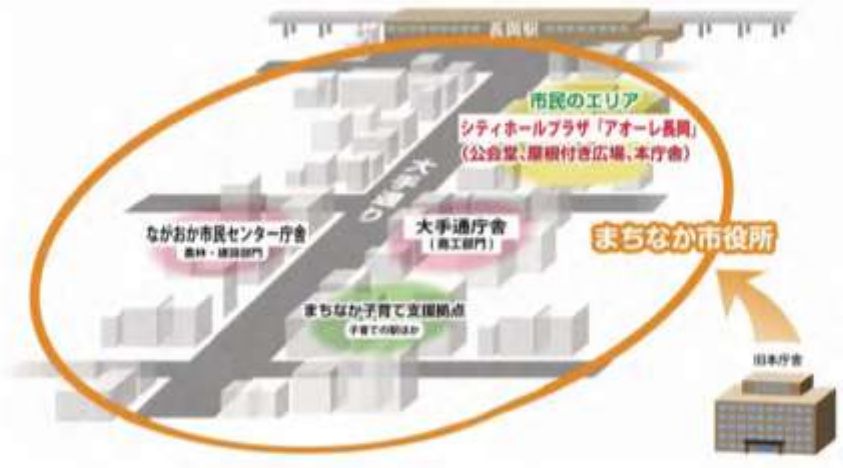 長岡駅
市民のエリア
シティホールプラザ「アオーレ長岡」
（公会堂、屋根付き広場、本庁舎）
大手通り
ながおか市民センター庁舎
農林・建設部門
大手通庁舎
（商工部門）
まちなか市役所
まちなか子育て支援拠点
子育ての駅ほか
旧本庁舎